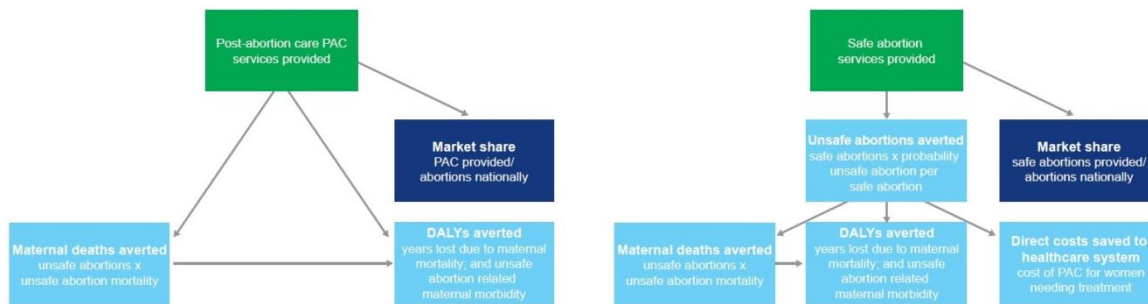 Post-abortion care PAC
services provided
Market share
PAC provided/
abortions nationally
Maternal deaths averted
unsafe abortions x
unsafe abortion mortality
DALYs averted
years lost due to maternal
mortality; and unsafe
abortion related
maternal morbidity
Safe abortion
services provided
Unsafe abortions averted
safe abortions x probability
unsafe abortion per
safe abortion
Market share
safe abortions provided/
abortions nationally
Maternal deaths averted
unsafe abortions x
unsafe abortion mortality
DALYs averted
years lost due to maternal
mortality; and unsafe
abortion related
maternal morbidity
Direct costs saved to
healthcare system
cost of PAC for women
needing treatment